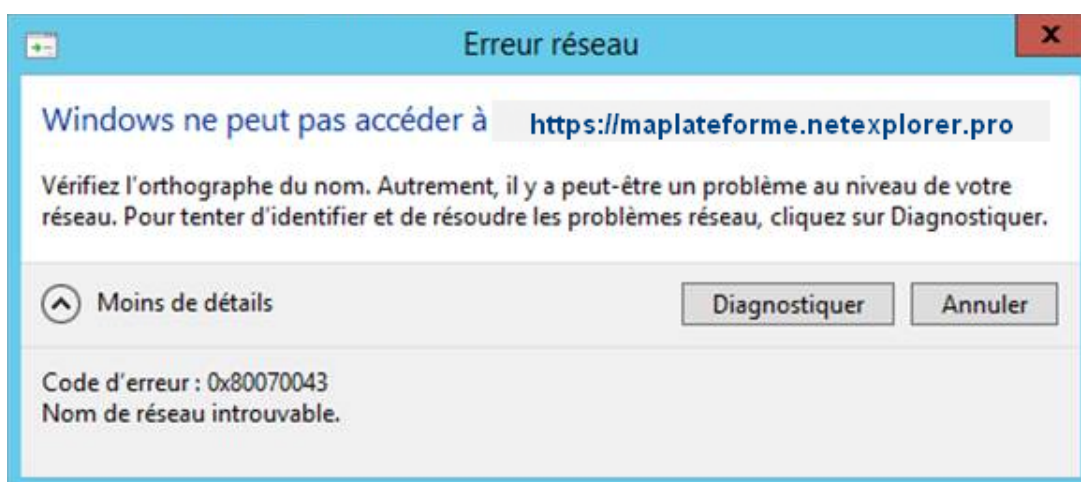 Erreur réseau
Windows ne peut pas accéder à https://maplateforme.netexplorer.pro
Vérifiez l'orthographe du nom. Autrement, il y a peut-être un problème au niveau de votre
réseau. Pour tenter d'identifier et de résoudre les problèmes réseau, cliquez sur Diagnostiquer.
Moins de détails Diagnostiquer Annuler
Code d'erreur : 0x80070043
Nom de réseau introuvable.